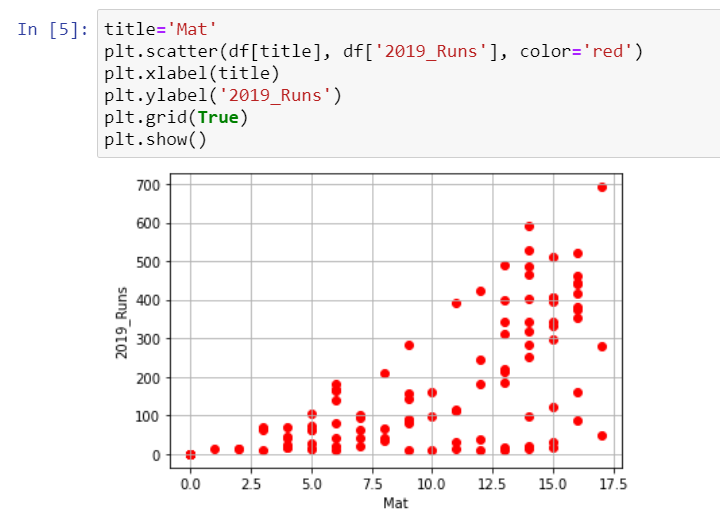 In [5]: title='Mat'
plt.scatter(df[title], df['2019_Runs'], color='red')
plt.xlabel(title)
plt.ylabel('2019_Runs')
plt.grid(True)
plt.show()
700
600
500
400
300
200
100
0
2019_Runs
0.0 2.5 5.0 7.5 10.0 12.5 15.0 17.5
Mat